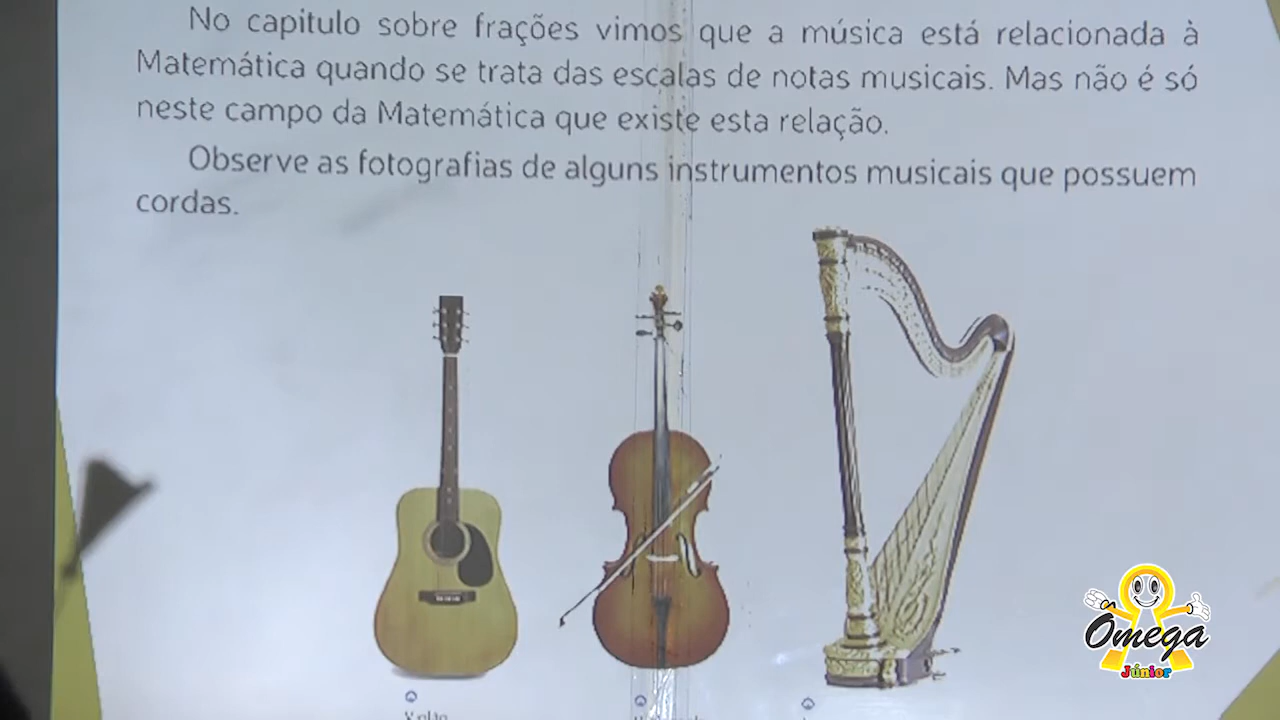 No capitulo sobre frações vimos que a música está relacionada à
Matemática quando se trata das escalas de notas musicais. Mas não é só
neste campo da Matemática que existe esta relação.
Observe as fotografias de alguns instrumentos musicais que possuem
cordas.
Ômega
Júnior